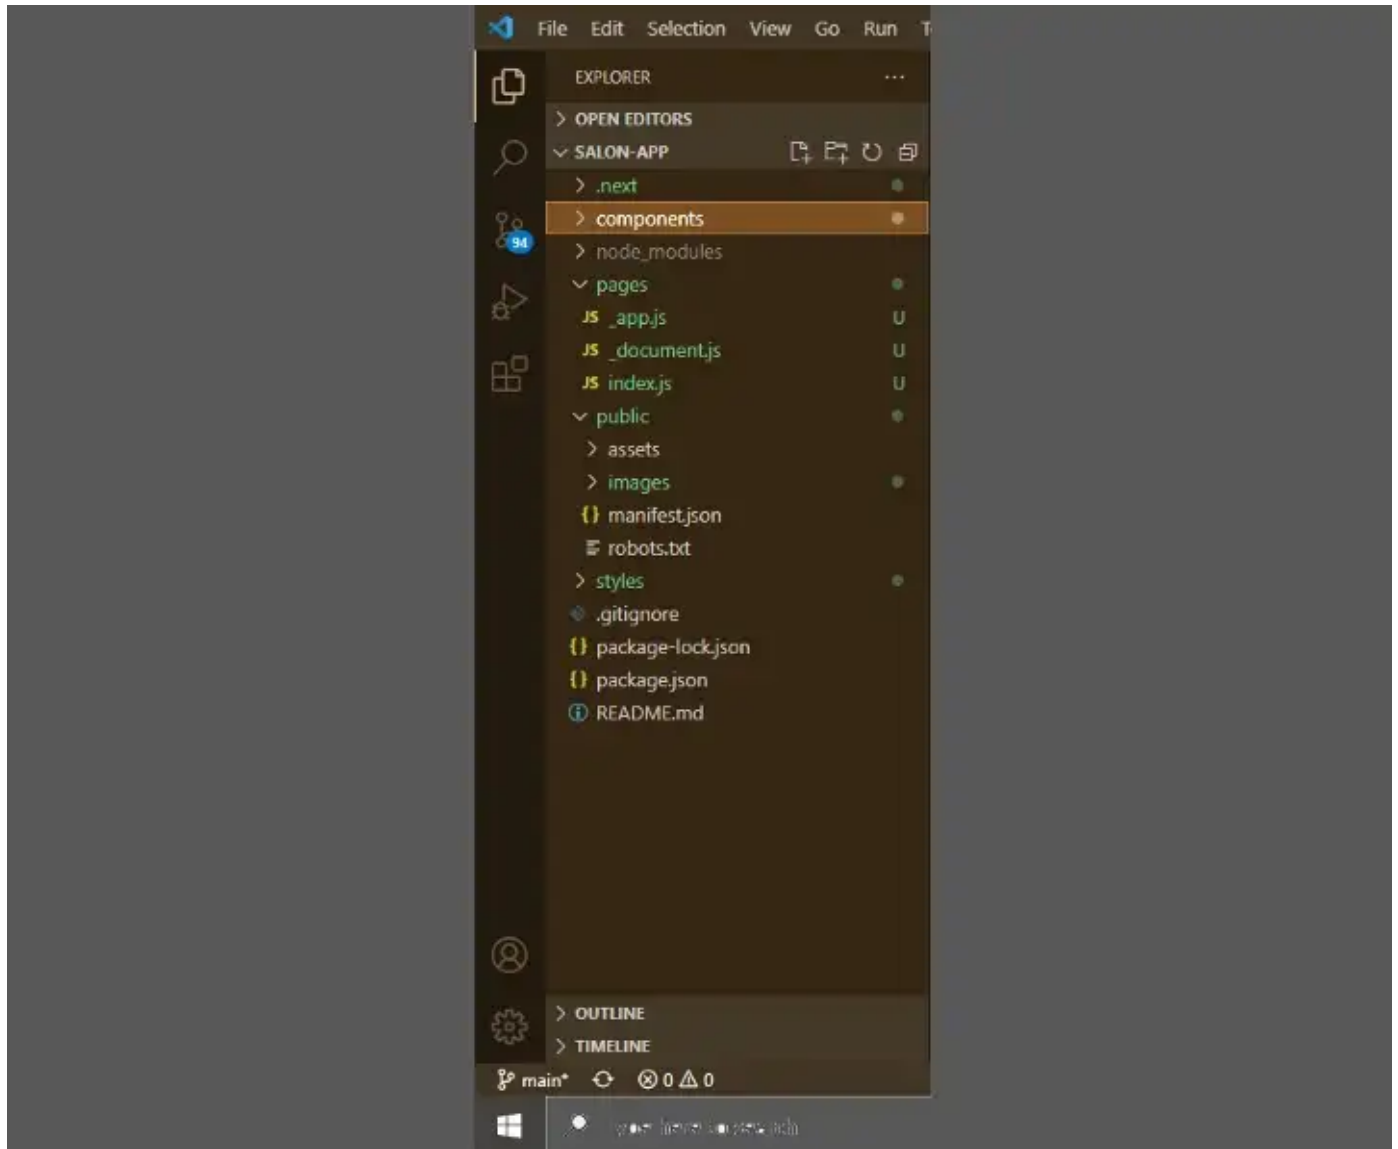 File Edit Selection View Go Run T
EXPLORER ...
OPEN EDITORS
SALON-APP
.next
components
94
node_modules
pages
JS _app.js U
JS _document.js U
JS index.js U
public
assets
images
{} manifest.json
robots.txt
styles
.gitignore
{} package-lock.json
{} package.json
README.md
OUTLINE
TIMELINE
main* 0 0